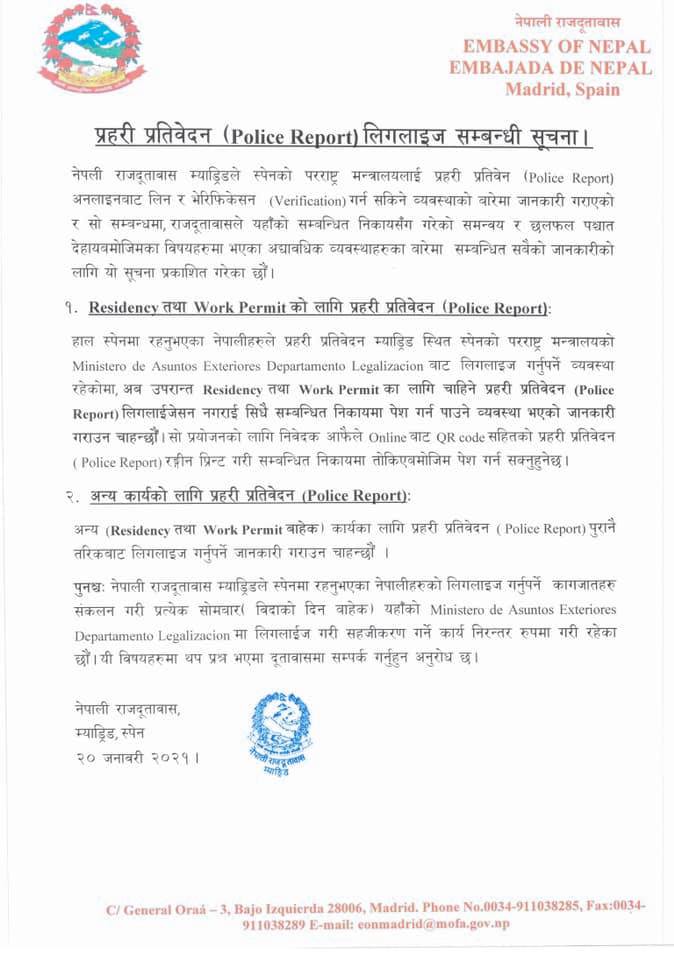 नेपाली राजदूतावास
EMBASSY OF NEPAL
EMBAJADA DE NEPAL
Madrid, Spain
प्रहरी प्रतिवेदन (Police Report) लिगलाइज सम्बन्धी सूचना।
नेपाली राजदूतावास म्याड्रिडले स्पेनको परराष्ट्र मन्त्रालयलाई प्रहरी प्रतिवेन (Police Report)
अनलाइनबाट लिन र भेरिफिकेसन (Verification) गर्न सकिने व्यवस्थाको बारेमा जानकारी गराएको
र सो सम्बन्धमा, राजदूतावासले यहाँको सम्बन्धित निकायसँग गरेको समन्वय र छलफल पश्चात
देहायबमोजिमका विषयहरुमा भएका अद्यावधिक व्यवस्थाहरुका बारेमा सम्बन्धित सबैको जानकारीको
लागि यो सूचना प्रकाशित गरेका छौं।
१. Residency तथा Work Permit को लागि प्रहरी प्रतिवेदन (Police Report):
हाल स्पेनमा रहनुभएका नेपालीहरुले प्रहरी प्रतिवेदन म्याड्रिड स्थित स्पेनको परराष्ट्र मन्त्रालयको
Ministero de Asuntos Exteriores Departamento Legalizacion बाट लिगलाइज गर्नुपर्ने व्यवस्था
रहेकोमा, अब उपरान्त Residency तथा Work Permit का लागि चाहिने प्रहरी प्रतिवेदन (Police
Report) लिगलाईजेसन नगराई सिधै सम्बन्धित निकायमा पेश गर्न पाउने व्यवस्था भएको जानकारी
गराउन चाहन्छौं। सो प्रयोजनको लागि निवेदक आफैले Online बाट QR code सहितको प्रहरी प्रतिवेदन
( Police Report) रङ्गीन प्रिन्ट गरी सम्बन्धित निकायमा तोकिएबमोजिम पेश गर्न सक्नुहुनेछ।
२. अन्य कार्यको लागि प्रहरी प्रतिवेदन (Police Report):
अन्य (Residency तथा Work Permit बाहेक) कार्यका लागि प्रहरी प्रतिवेदन ( Police Report) पुरानै
तरिकबाट लिगलाइज गर्नुपर्ने जानकारी गराउन चाहन्छौं ।
पुनश्चः नेपाली राजदूतावास म्याड्रिडले स्पेनमा रहनुभएका नेपालीहरुको लिगलाइज गर्नुपर्ने कागजातहरु
संकलन गरी प्रत्येक सोमबार( बिदाको दिन बाहेक) यहाँको Ministero de Asuntos Exteriores
Departamento Legalizacion मा लिगलाईज गरी सहजीकरण गर्ने कार्य निरन्तर रुपमा गरी रहेका
छौं। यी विषयहरुमा थप प्रश्न भएमा दूतावासमा सम्पर्क गर्नुहुन अनुरोध छ।
नेपाली राजदूतावास,
म्याड्रिड, स्पेन
२० जनावरी २०२१ ।
नेपाली राजदूतावास
म्याड्रिड
C/ General Oraá – 3, Bajo Izquierda 28006, Madrid. Phone No.0034-911038285, Fax:0034-
911038289 E-mail: eonmadrid@mofa.gov.np